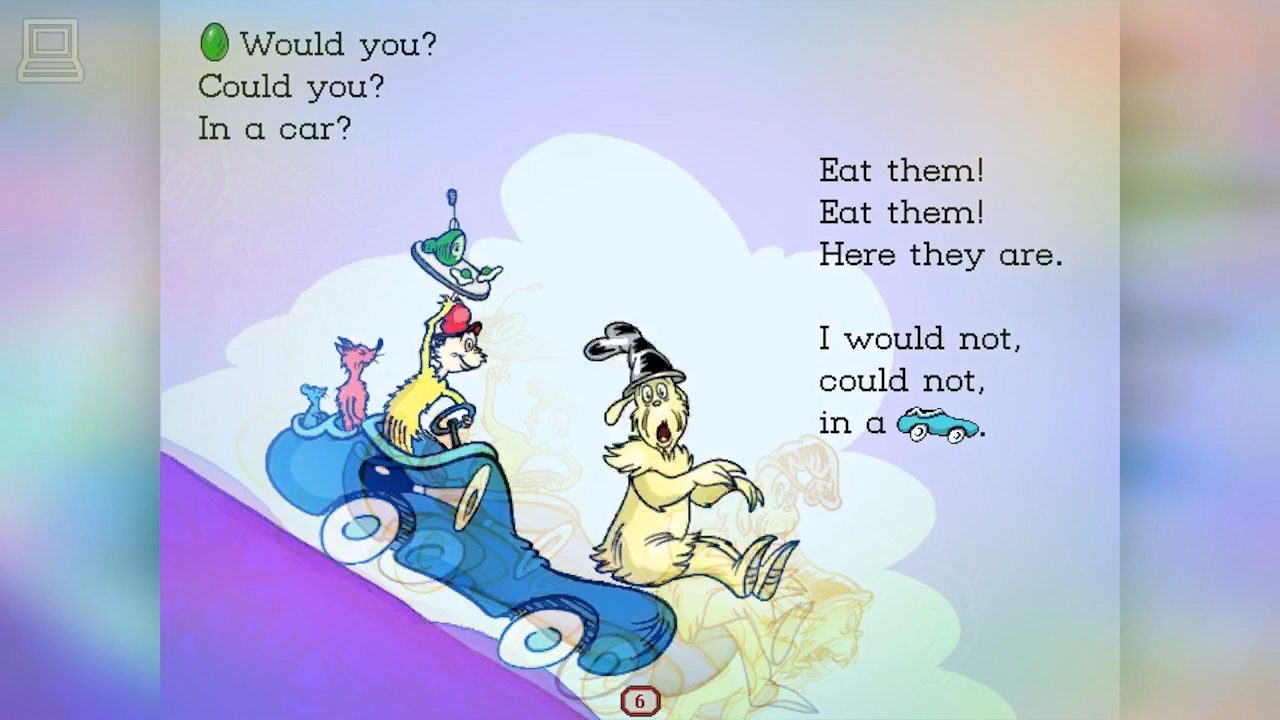 Would you?
Could you?
In a car?
Eat them!
Eat them!
Here they are.
I would not,
could not,
in a .
6